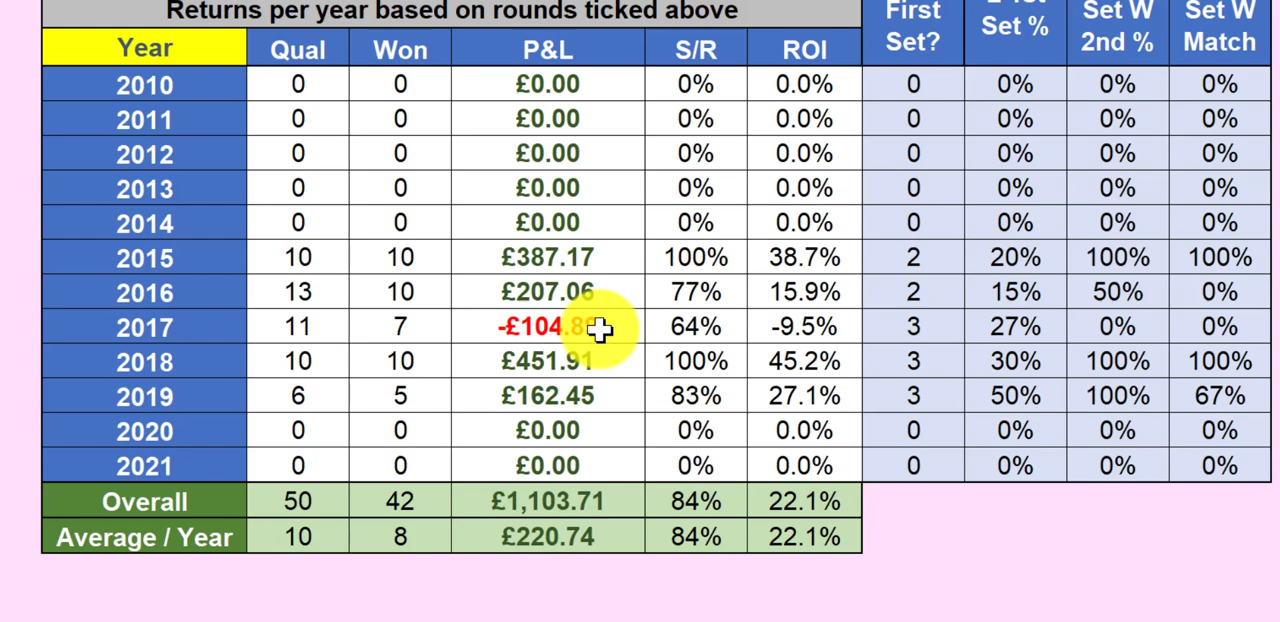 Returns per year based on rounds ticked above
First Set? Set % Set W 2nd % Set W Match
Year Qual Won P&L S/R ROI
2010 0 0 £0.00 0% 0.0% 0 0% 0% 0%
2011 0 0 £0.00 0% 0.0% 0 0% 0% 0%
2012 0 0 £0.00 0% 0.0% 0 0% 0% 0%
2013 0 0 £0.00 0% 0.0% 0 0% 0% 0%
2014 0 0 £0.00 0% 0.0% 0 0% 0% 0%
2015 10 10 £387.17 100% 38.7% 2 20% 100% 100%
2016 13 10 £207.06 77% 15.9% 2 15% 50% 0%
2017 11 7 64% -9.5% 3 27% 0% 0%
2018 10 10 £451.91 100% 45.2% 3 30% 100% 100%
2019 6 5 £162.45 83% 27.1% 3 50% 100% 67%
2020 0 0 £0.00 0% 0.0% 0 0% 0% 0%
2021 0 0 £0.00 0% 0.0% 0 0% 0% 0%
Overall 50 42 £1,103.71 84% 22.1%
Average / Year 10 8 £220.74 84% 22.1%